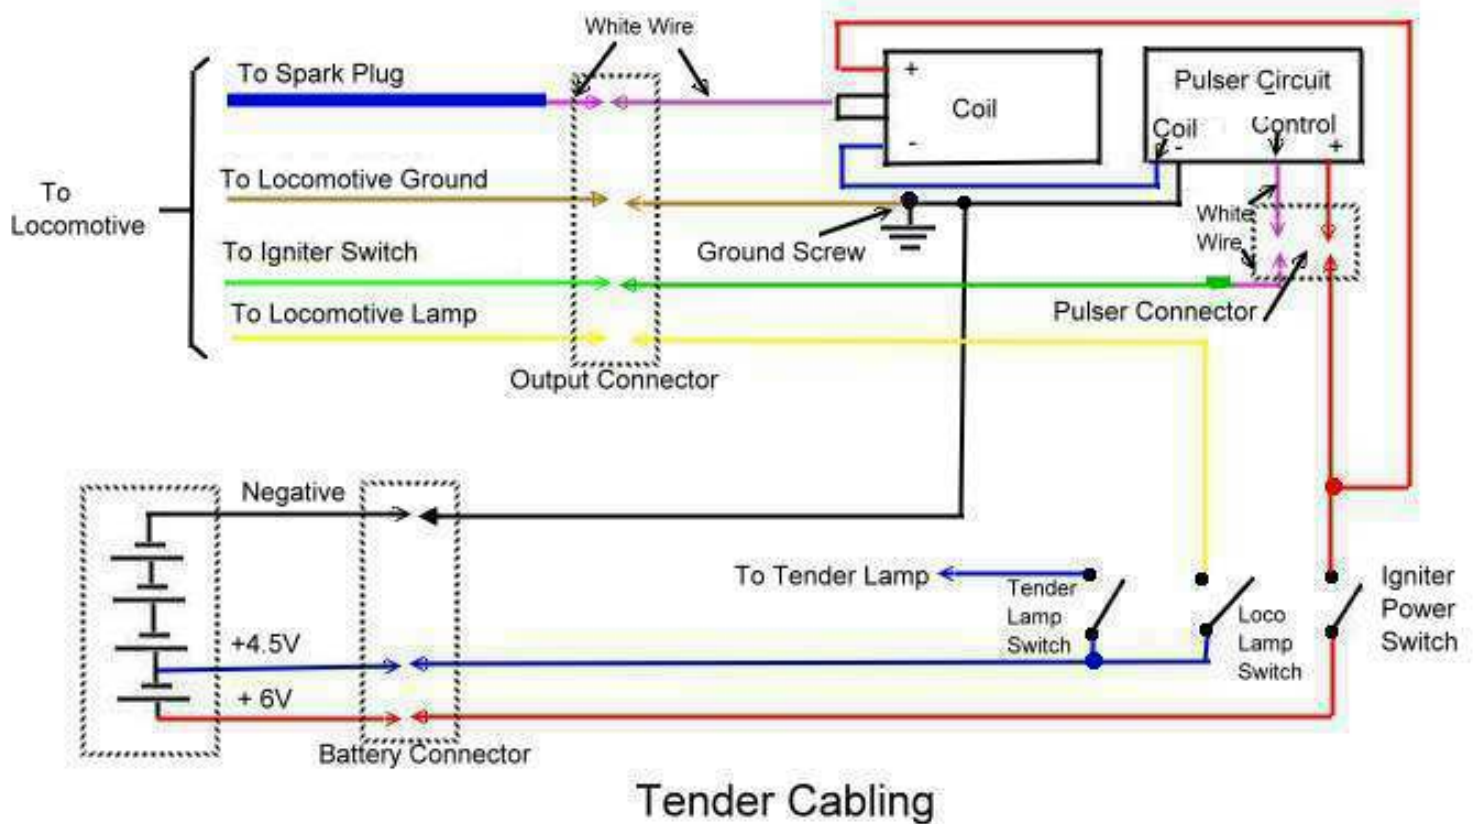 White Wire
To Spark Plug
+
Coil
-
Pulser Circuit
-
Coil
Control
-
+
To Locomotive Ground
To
Locomotive
White
Wire
Ground Screw
To Igniter Switch
To Locomotive Lamp
Pulser Connector
Output Connector
Negative
To Tender Lamp
Tender
Lamp
Switch
Loco
Lamp
Switch
Igniter
Power
Switch
+4.5V
+ 6V
Battery Connector
Tender Cabling